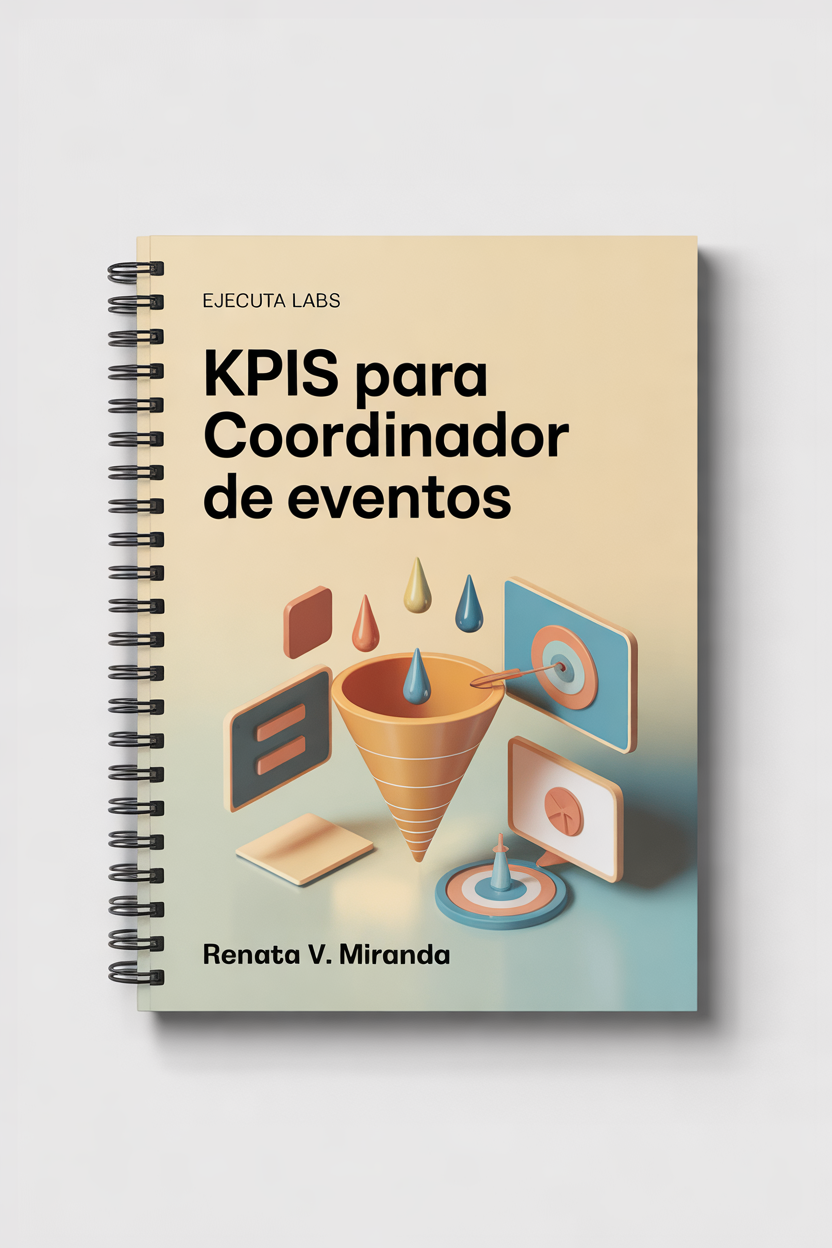 EJECUTA LABS
KPIS para
Coordinador
de eventos
Renata V. Miranda